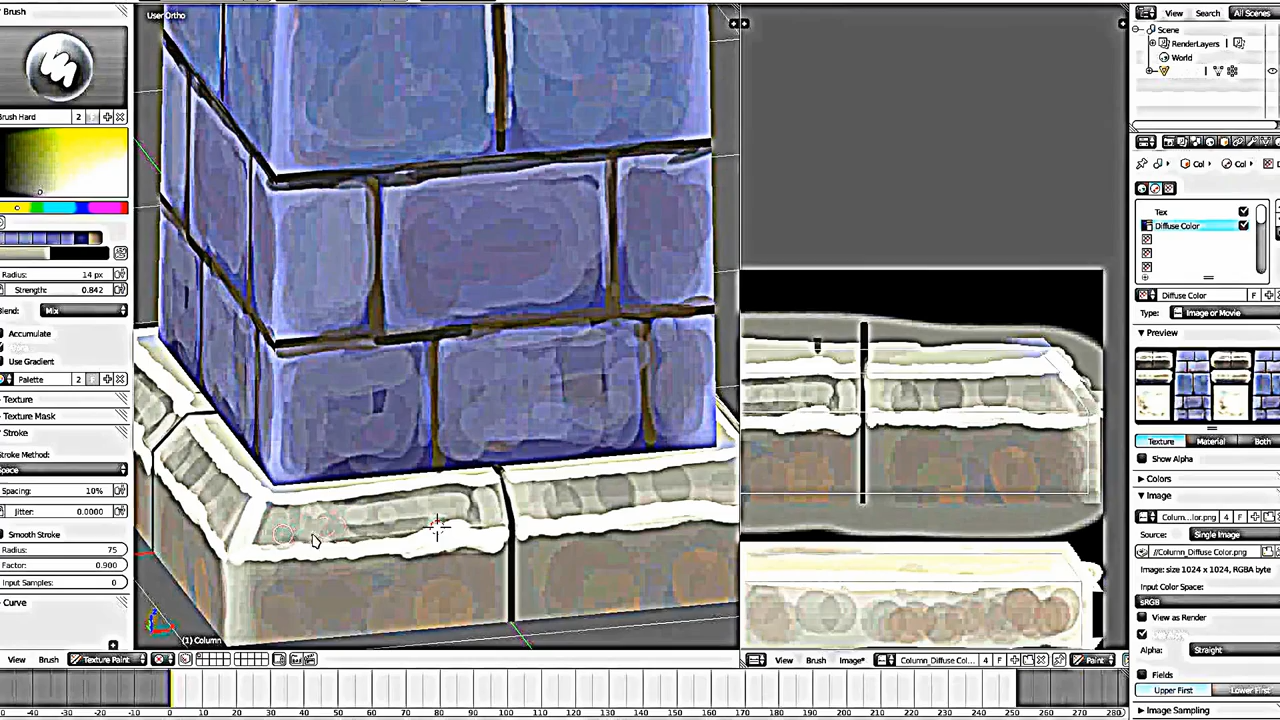 Brush
Brush Hard
2
Radius:
14 px
Strength:
0.842
Blend:
Mix
Accumulate
Use Gradient
Palette
2
F
Texture
Texture Mask
Stroke
Stroke Method:
Space
Spacing:
10%
Jitter:
0.0000
Smooth Stroke
Radius:
75
Factor:
0.900
Input Samples:
0
Curve
User Ortho
(1) Column
View
Brush
Texture Paint
View
Brush
Image*
Column_Diffuse Col...
4
F
Paint
View
Search
All Scenes
Scene
RenderLayers
World
Col
Col
Tex
Diffuse Color
Diffuse Color
F
Type:
Image or Movie
Preview
Texture
Material
Both
Show Alpha
Colors
Image
Colum...lor.png
4
F
Source:
Single Image
//Column_Diffuse Color.png
Image: size 1024 x 1024, RGBA byte
Input Color Space:
sRGB
View as Render
Alpha:
Straight
Fields
Upper First
Lower First
Image Sampling
-40 -30 -20 -10 0 10 20 30 40 50 60 70 80 90 100 110 120 130 140 150 160 170 180 190 200 210 220 230 240 250 260 270 280